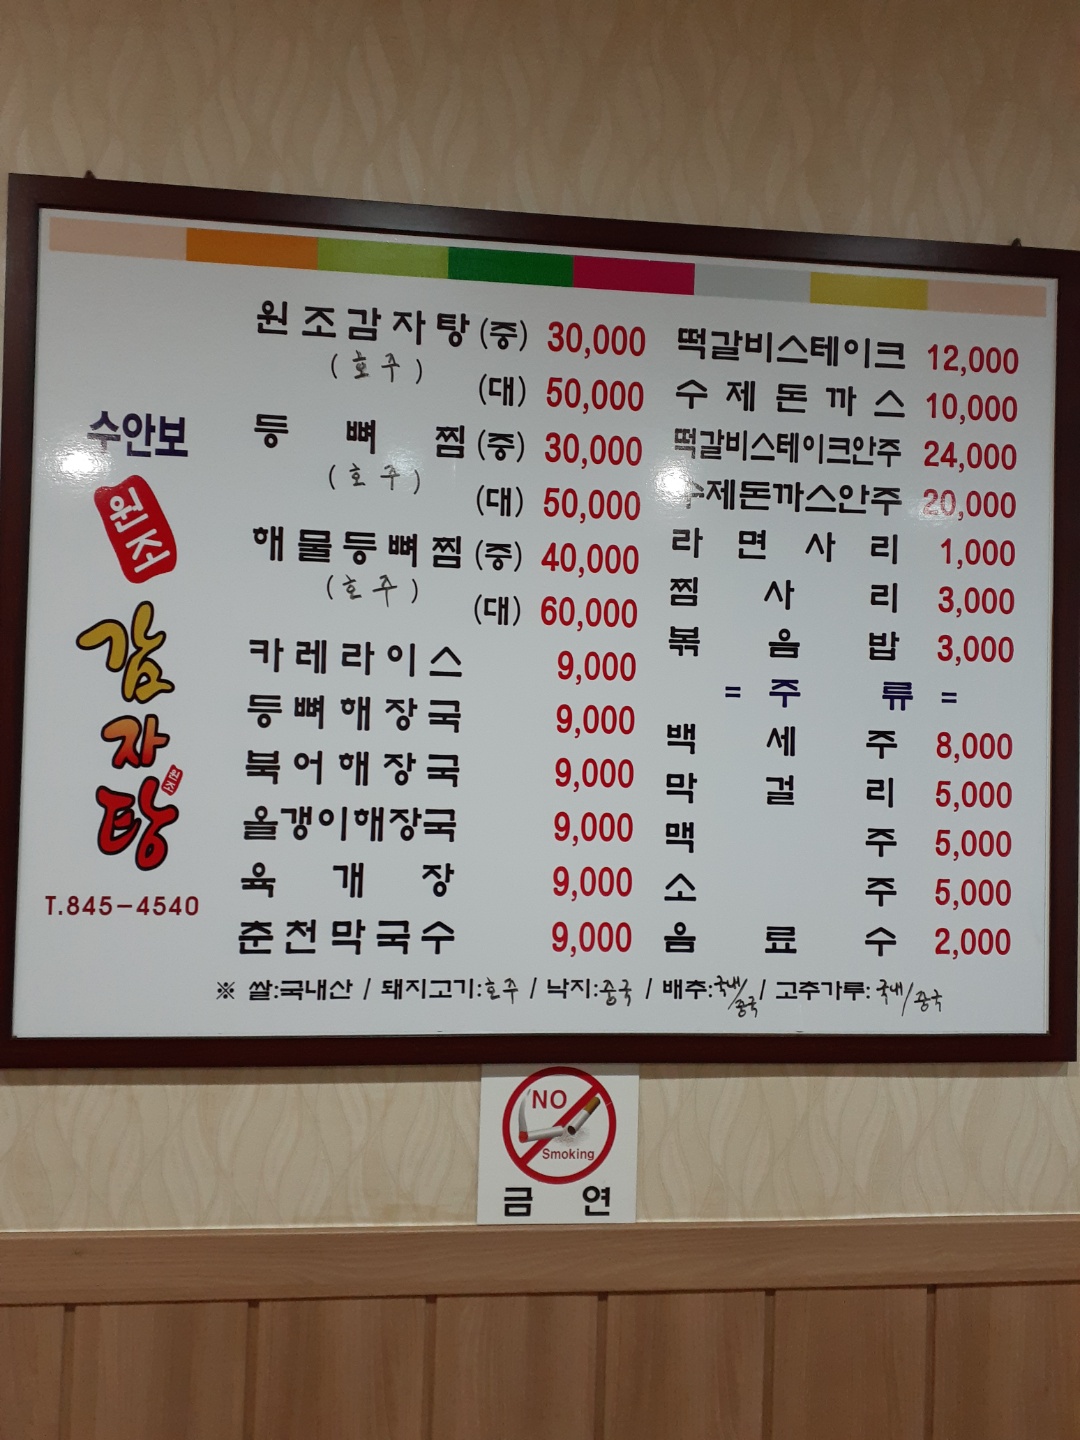 수안보
원조
감
자
탕
원조
T.845-4540
원조감자탕 (중) 30,000
(호주)
(대) 50,000
등뼈찜 (중) 30,000
(호주)
(대) 50,000
해물등뼈찜 (중) 40,000
(호주)
(대) 60,000
카레라이스 9,000
등뼈해장국 9,000
북어해장국 9,000
올갱이해장국 9,000
육개장 9,000
춘천막국수 9,000
떡갈비스테이크 12,000
수제돈까스 10,000
떡갈비스테이크안주 24,000
수제돈까스안주 20,000
라면사리 1,000
찜사리 3,000
볶음밥 3,000
= 주류 =
백세주 8,000
막걸리 5,000
맥주 5,000
소주 5,000
음료수 2,000
※ 쌀:국내산 / 돼지고기:호주 / 낙지:중국 / 배추:국내/중국 / 고추가루:국내/중국
NO
Smoking
금연